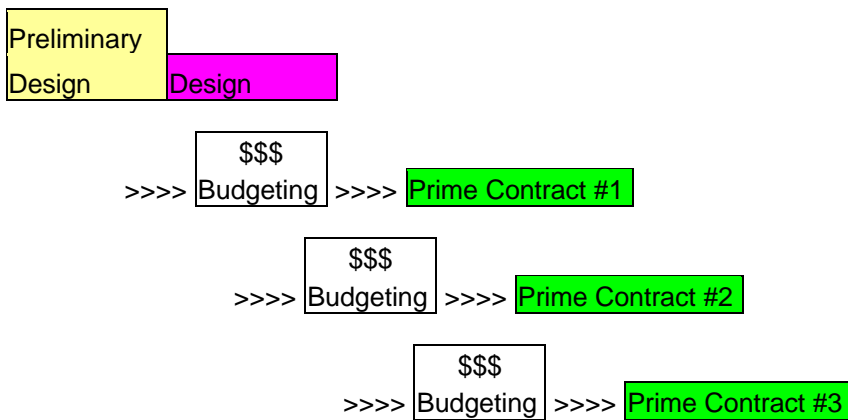 Preliminary
Design Design
$$$
>>>> Budgeting >>>> Prime Contract #1
$$$
>>>> Budgeting >>>> Prime Contract #2
$$$
>>>> Budgeting >>>> Prime Contract #3